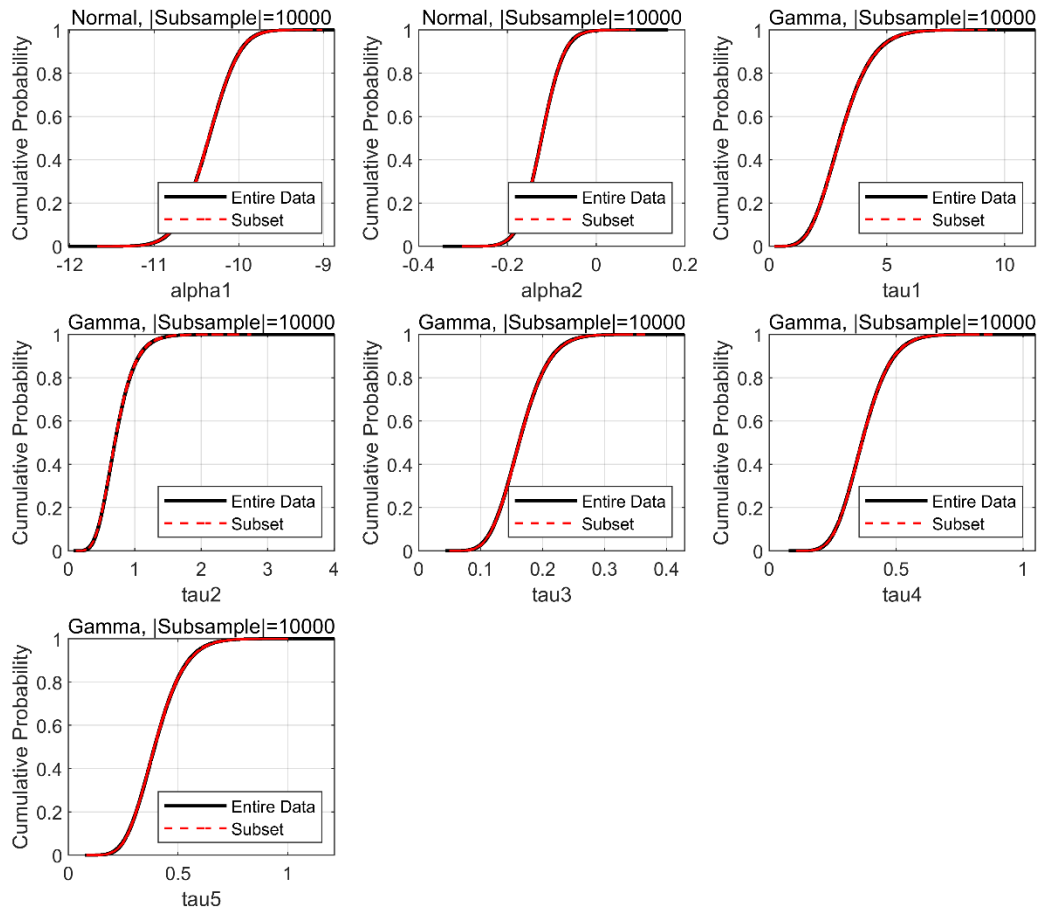 Normal, |Subsample|=10000
Cumulative Probability
1
0.8
0.6
0.4
0.2
0
-12 -11 -10 -9
alpha1
Entire Data
Subset
Normal, |Subsample|=10000
Cumulative Probability
1
0.8
0.6
0.4
0.2
0
-0.4 -0.2 0 0.2
alpha2
Entire Data
Subset
Gamma, |Subsample|=10000
Cumulative Probability
1
0.8
0.6
0.4
0.2
0
0 5 10
tau1
Entire Data
Subset
Gamma, |Subsample|=10000
Cumulative Probability
1
0.8
0.6
0.4
0.2
0
0 1 2 3 4
tau2
Entire Data
Subset
Gamma, |Subsample|=10000
Cumulative Probability
1
0.8
0.6
0.4
0.2
0
0 0.1 0.2 0.3 0.4
tau3
Entire Data
Subset
Gamma, |Subsample|=10000
Cumulative Probability
1
0.8
0.6
0.4
0.2
0
0 0.5 1
tau4
Entire Data
Subset
Gamma, |Subsample|=10000
Cumulative Probability
1
0.8
0.6
0.4
0.2
0
0 0.5 1
tau5
Entire Data
Subset